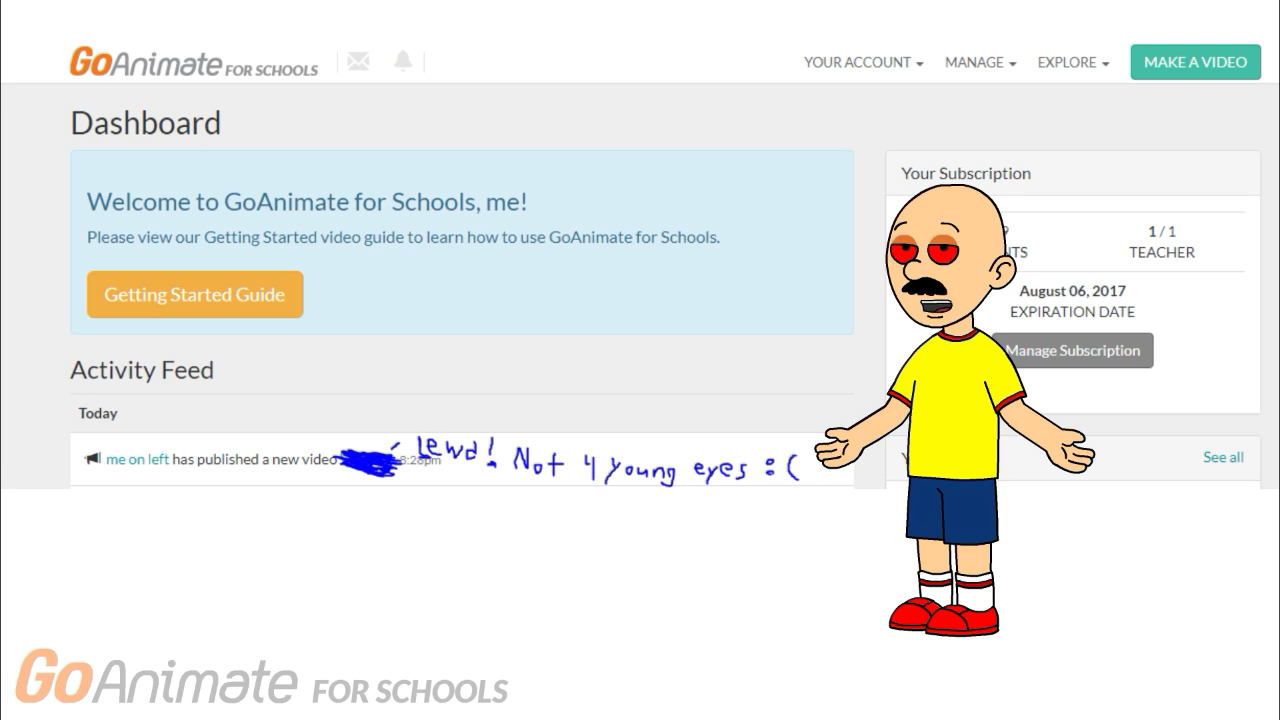 GoAnimate FOR SCHOOLS
YOUR ACCOUNT MANAGE EXPLORE MAKE A VIDEO
Dashboard
Welcome to GoAnimate for Schools, me!
Please view our Getting Started video guide to learn how to use GoAnimate for Schools.
Getting Started Guide
Activity Feed
Today
me on left has published a new video 8:28pm
Lewd! Not 4 young eyes :(
Your Subscription
1 / 1
TEACHER
August 06, 2017
EXPIRATION DATE
Manage Subscription
See all
GoAnimate FOR SCHOOLS